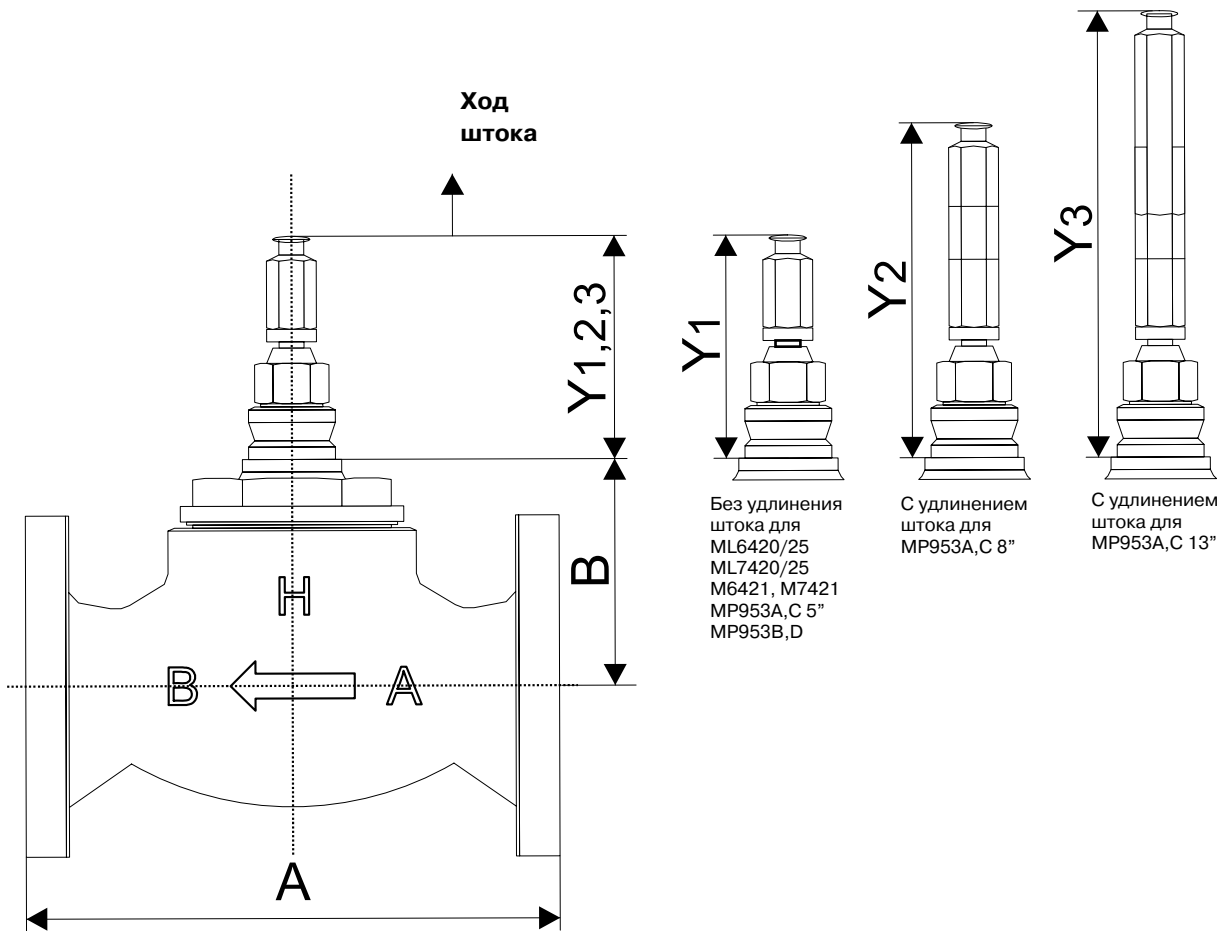 Ход
штока
Y1,2,3
Y1
Y2
Y3
Без удлинения
штока для
ML6420/25
ML7420/25
M6421, M7421
MP953A,C 5”
MP953B,D
С удлинением
штока для
MP953A,C 8”
С удлинением
штока для
MP953A,C 13”
B
H
B
A
A